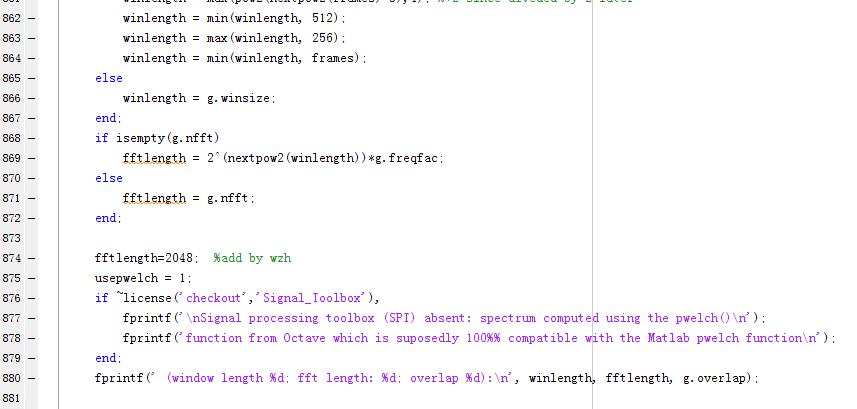 862 – winlength = min(winlength, 512);
863 – winlength = max(winlength, 256);
864 – winlength = min(winlength, frames);
865 – else
866 – winlength = g.winsize;
867 – end;
868 – if isempty(g.nfft)
869 – fftlength = 2^(nextpow2(winlength))*g.freqfac;
870 – else
871 – fftlength = g.nfft;
872 – end;
873
874 – fftlength=2048; %add by wzh
875 – usepwelch = 1;
876 – if ~license('checkout','Signal_Toolbox'),
877 – fprintf('\nSignal processing toolbox (SPT) absent: spectrum computed using the pwelch()\n');
878 – fprintf('function from Octave which is suposedly 100%% compatible with the Matlab pwelch function\n');
879 – end;
880 – fprintf(' (window length %d; fft length: %d; overlap %d):\n', winlength, fftlength, g.overlap);
881